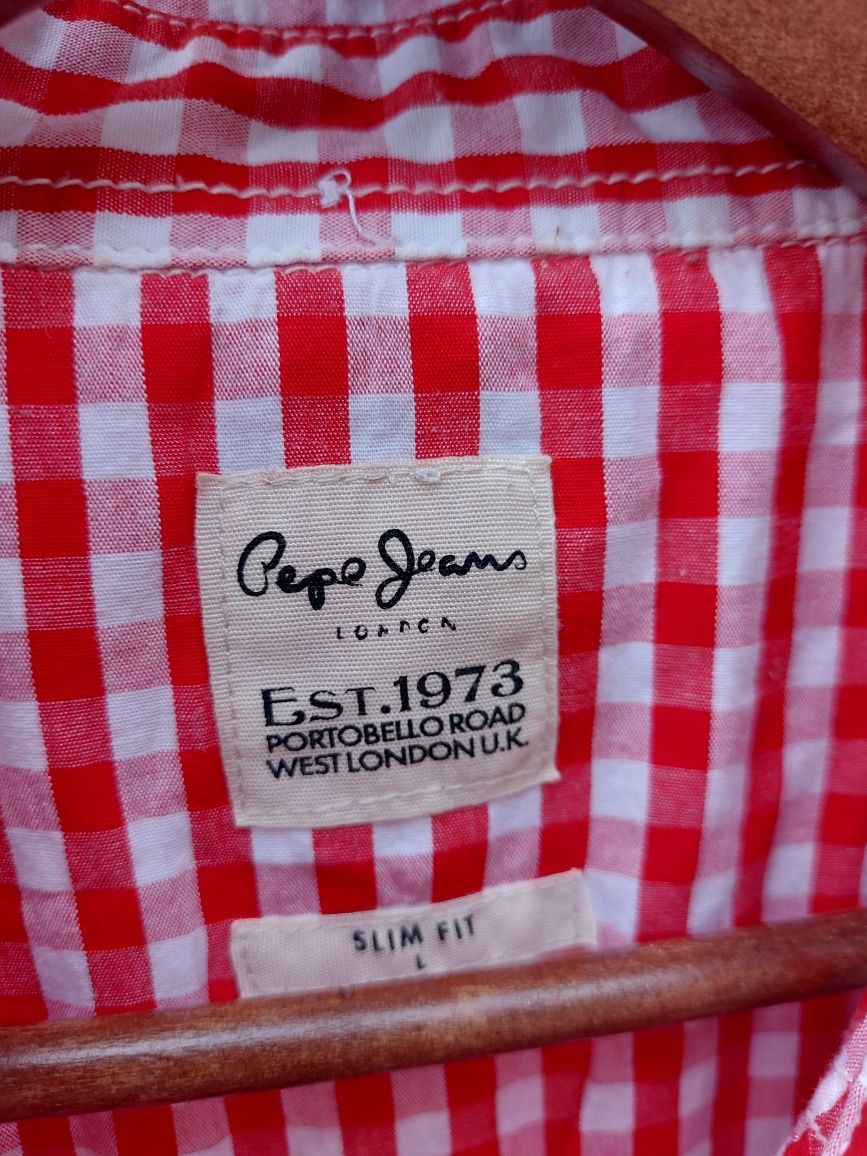 Pepe Jeans
LONDON
EST.1973
PORTOBELLO ROAD
WEST LONDON U.K.
SLIM FIT
L